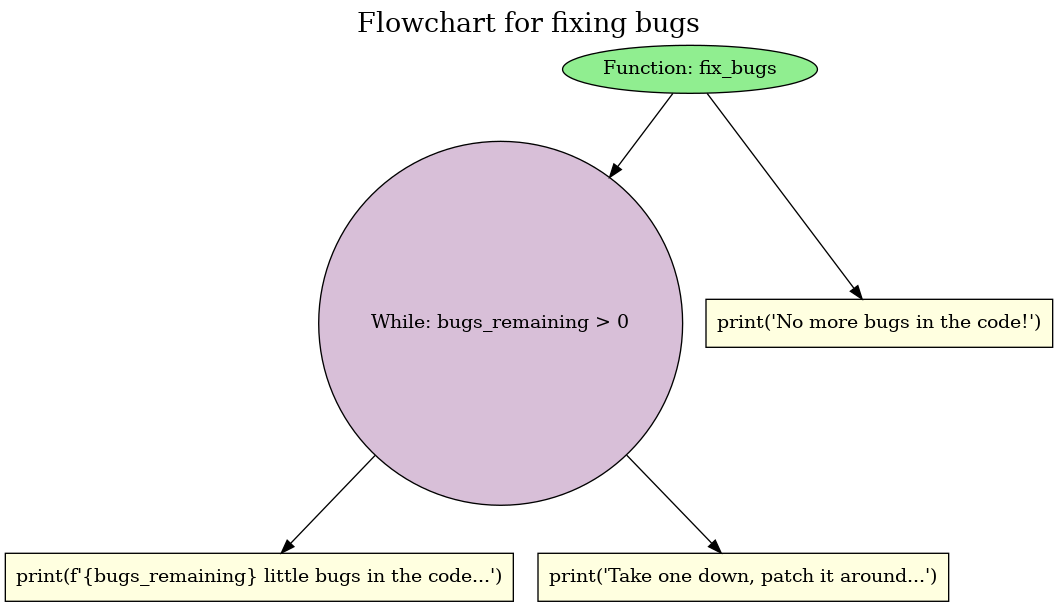 Flowchart for fixing bugs
Function: fix_bugs
While: bugs_remaining > 0
print('No more bugs in the code!')
print(f'{bugs_remaining} little bugs in the code...')
print('Take one down, patch it around...')